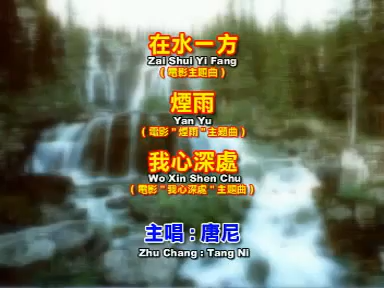 在水一方
Zai Shui Yi Fang
(電影主題曲)
煙雨
Yan Yu
(電影"煙雨"主題曲)
我心深處
Wo Xin Shen Chu
(電影"我心深處"主題曲)
主唱:唐尼
Zhu Chang : Tang Ni